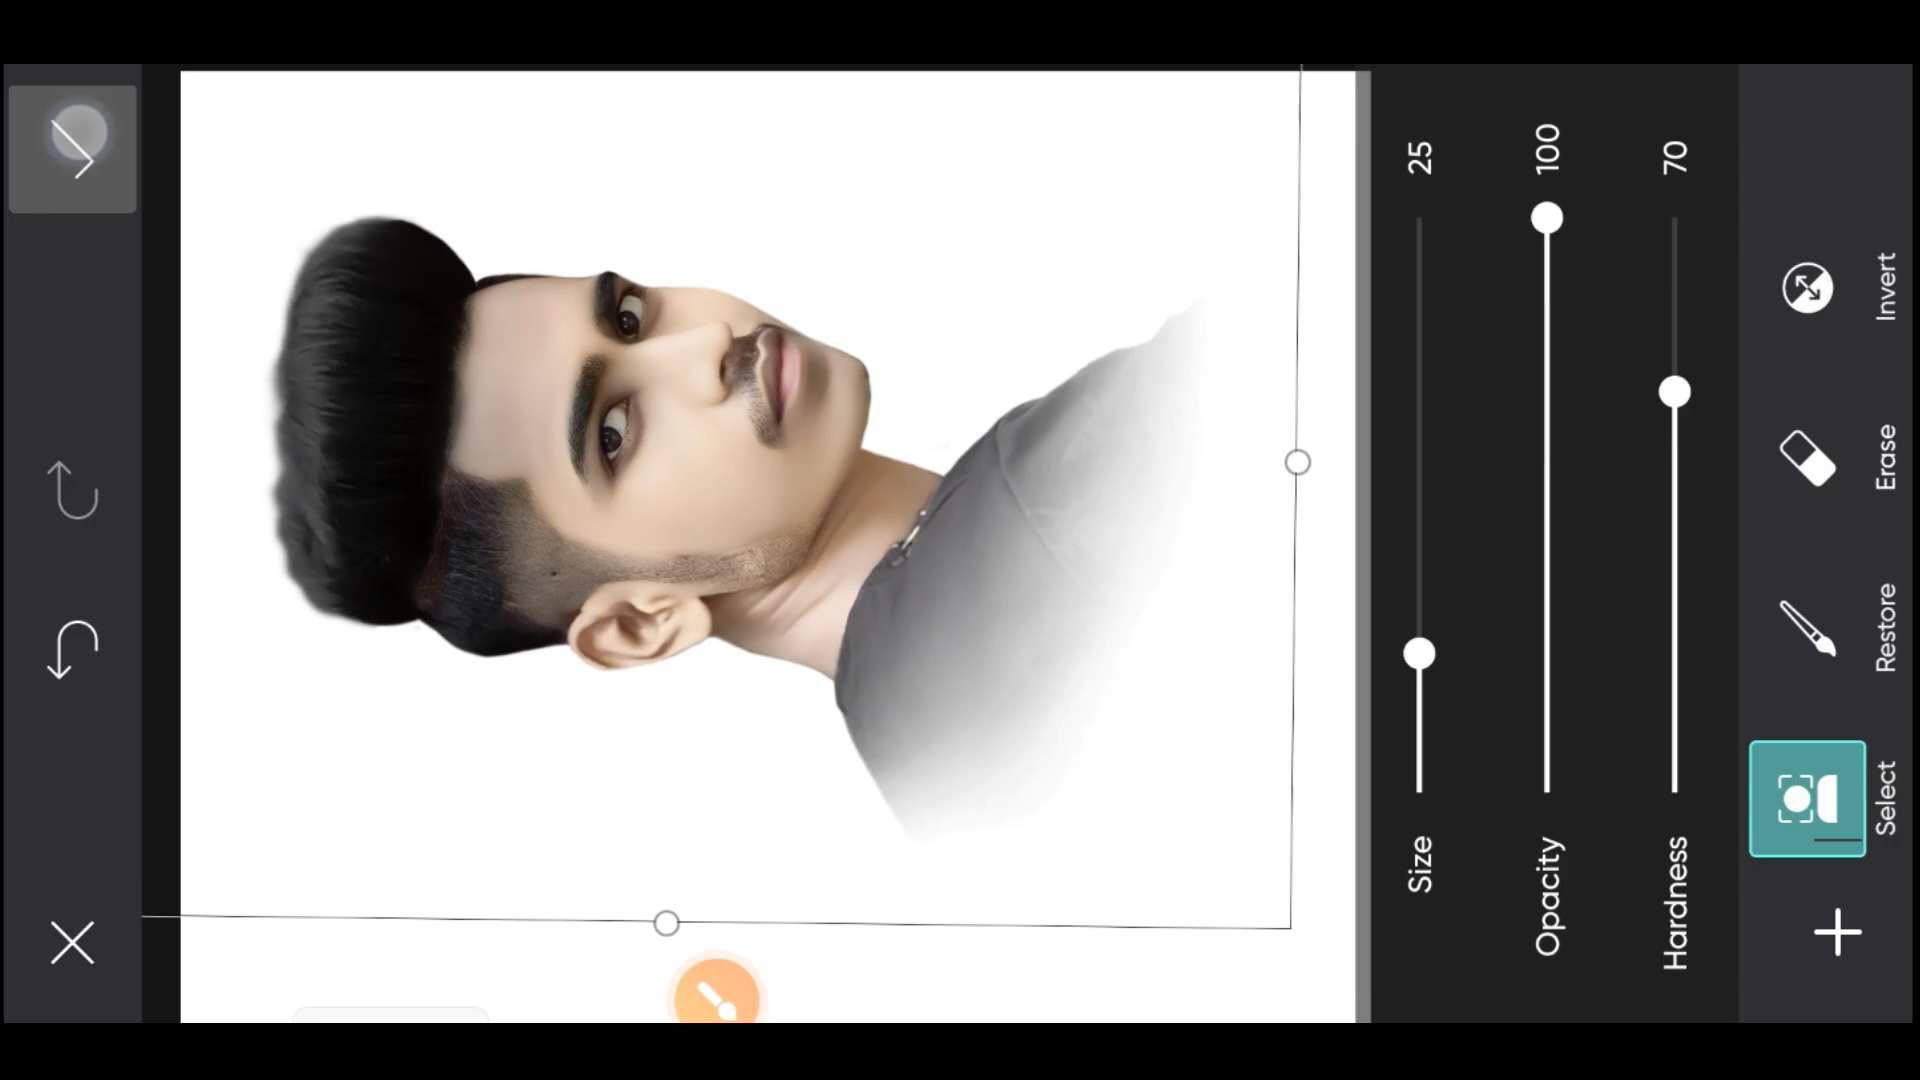 Size 25
Opacity 100
Hardness 70
Select
Restore
Erase
Invert